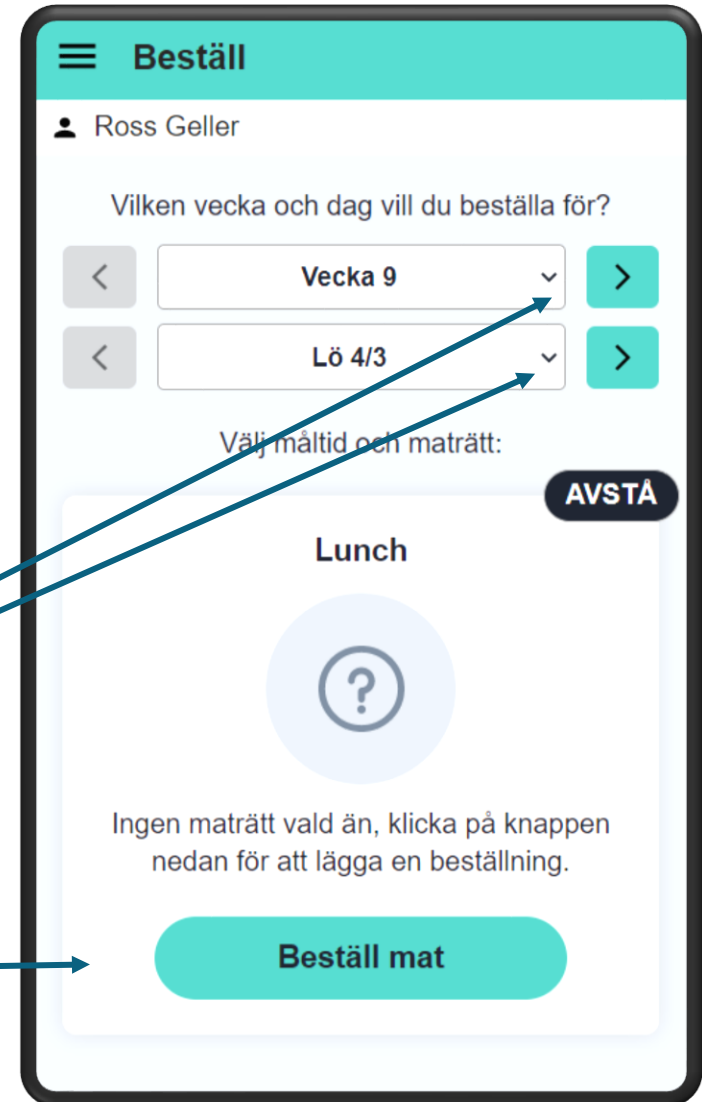 Beställ
Ross Geller
Vilken vecka och dag vill du beställa för?
Vecka 9
Lö 4/3
Välj måltid och maträtt:
AVSTÅ
Lunch
Ingen maträtt vald än, klicka på knappen
nedan för att lägga en beställning.
Beställ mat